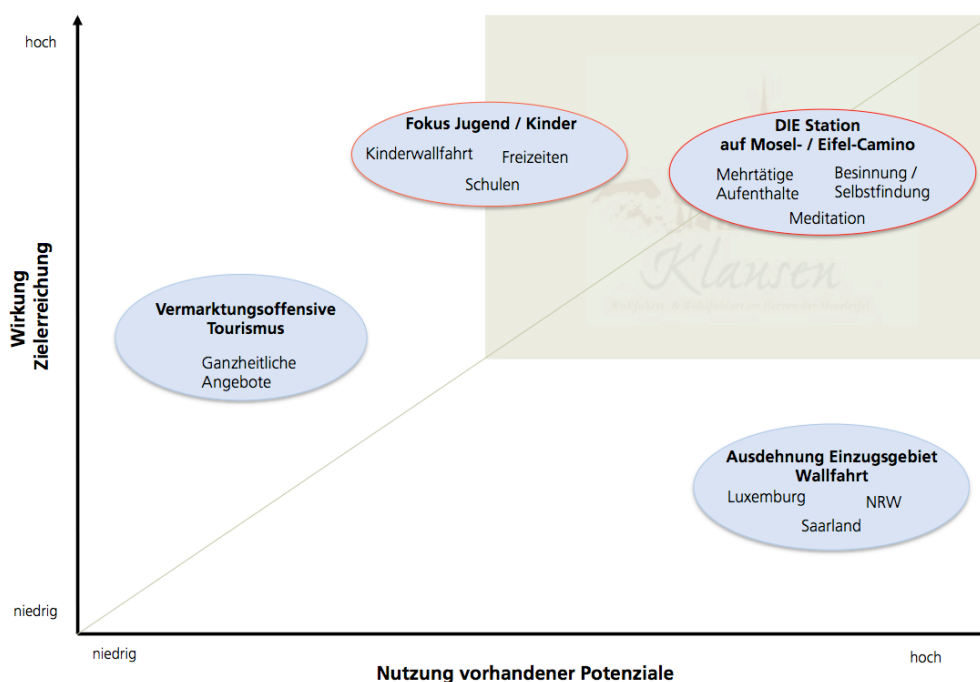 hoch
Fokus Jugend / Kinder
Kinderwallfahrt
Freizeiten
Schulen
DIE Station
auf Mosel- / Eifel-Camino
Mehrtätige
Aufenthalte
Besinnung /
Selbstfindung
Meditation
Klausen
Wirkung
Zielerreichung
Vermarktungsoffensive
Tourismus
Ganzheitliche
Angebote
Ausdehnung Einzugsgebiet
Wallfahrt
Luxemburg
NRW
Saarland
niedrig
niedrig
hoch
Nutzung vorhandener Potenziale